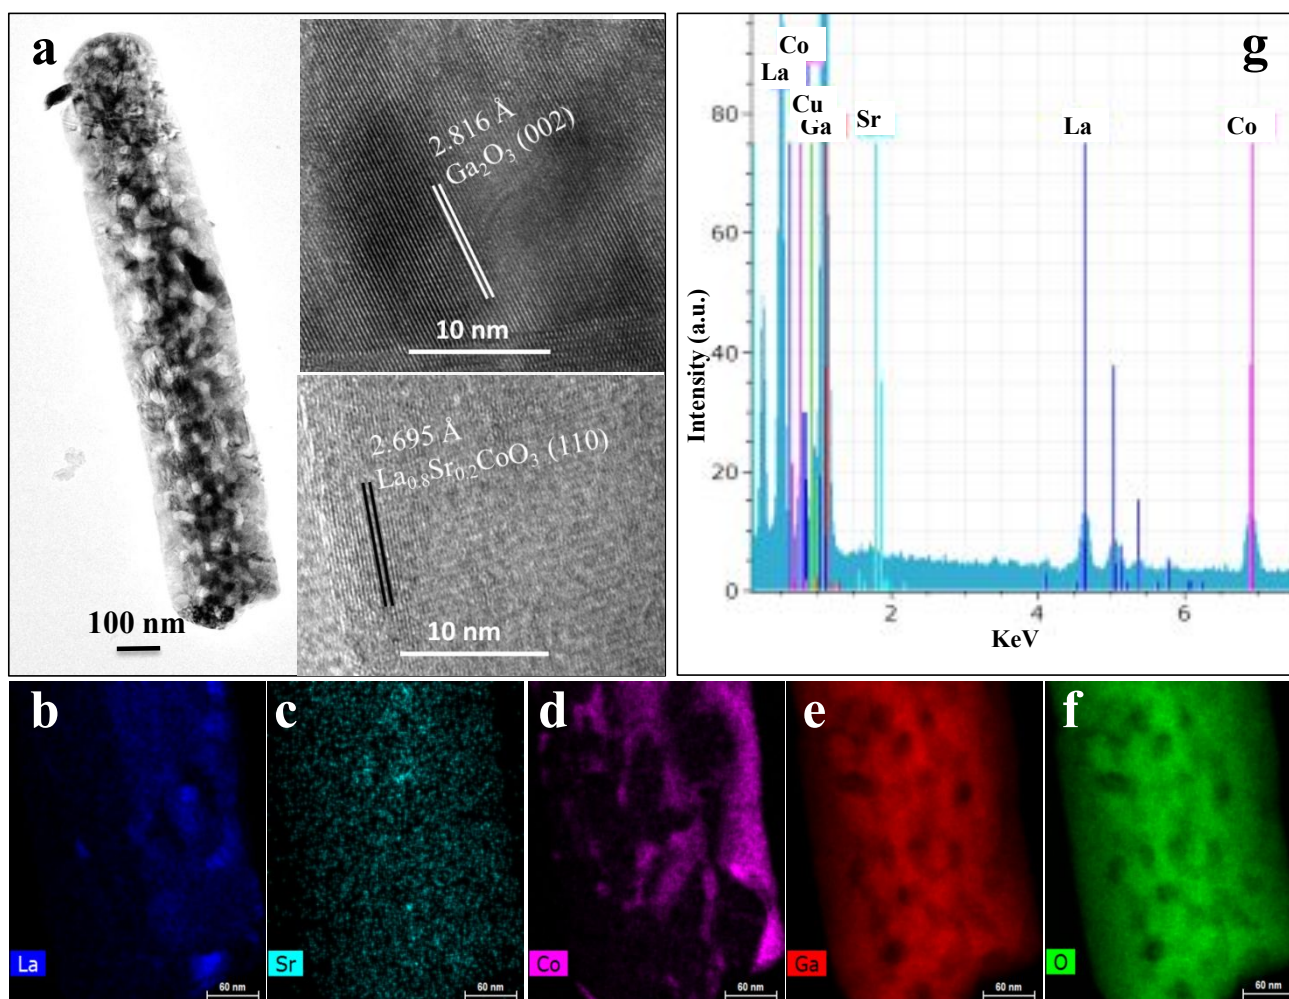 a
2.816 Å
Ga₂O₃ (002)
10 nm
2.695 Å
La₀.₈Sr₀.₂CoO₃ (110)
10 nm
100 nm
g
Co
La
Cu
Ga
Sr
La
Co
80
60
40
20
0
Intensity (a.u.)
2
4
6
KeV
b
La
60 nm
c
Sr
60 nm
d
Co
60 nm
e
Ga
60 nm
f
O
60 nm